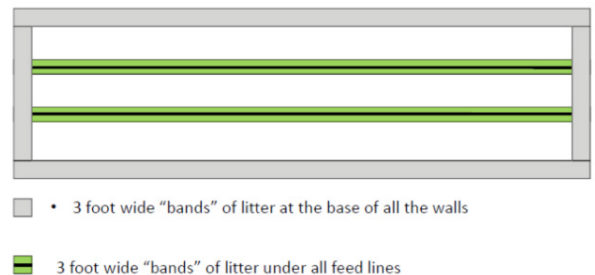 • 3 foot wide “bands” of litter at the base of all the walls
3 foot wide “bands” of litter under all feed lines